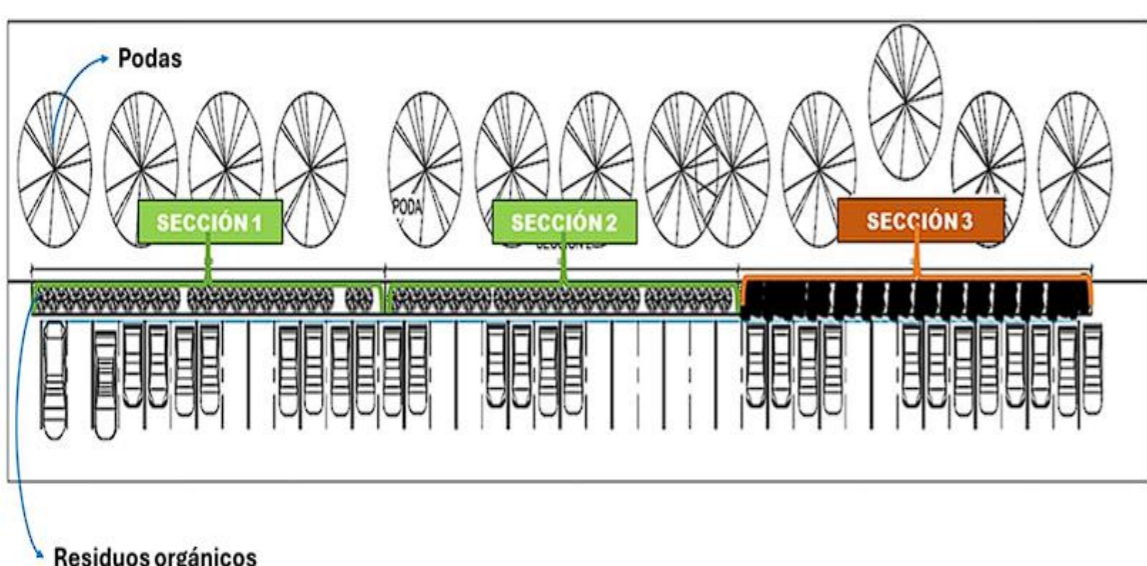 Podas
SECCIÓN 1
PODA
SECCIÓN 2
SECCIÓN 3
Residuos orgánicos